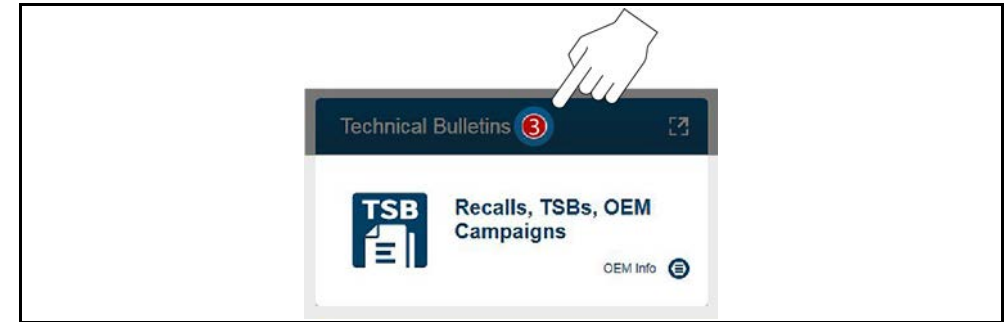 Technical Bulletins 3
TSB
Recalls, TSBs, OEM
Campaigns
OEM Info